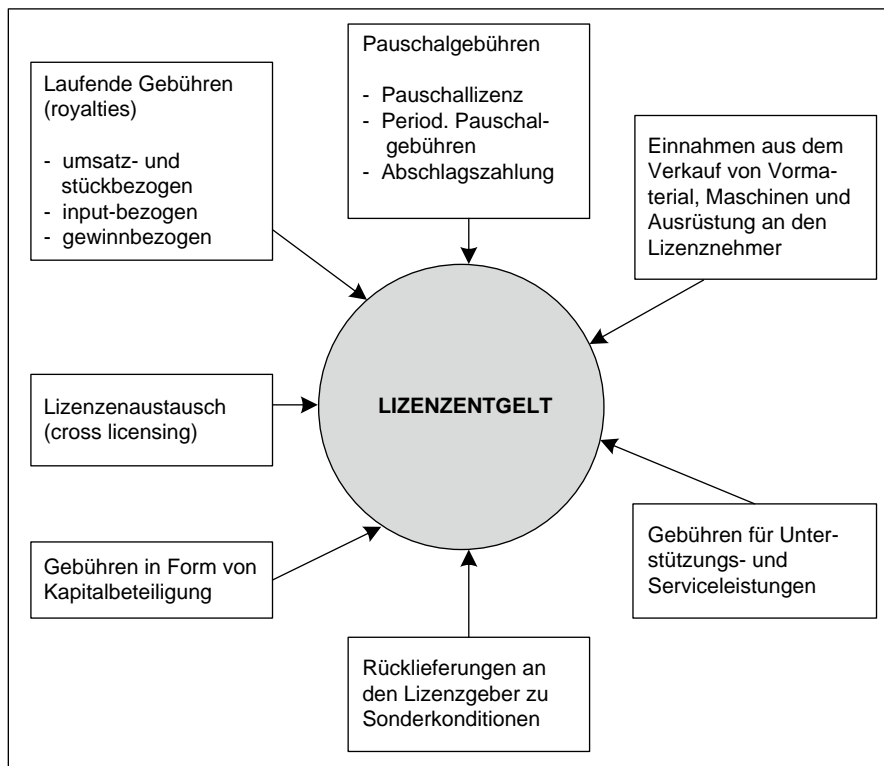 Laufende Gebühren
(royalties)
- umsatz- und
stückbezogen
- input-bezogen
- gewinnbezogen
Pauschalgebühren
- Pauschallizenz
- Period. Pauschal-
gebühren
- Abschlagszahlung
Einnahmen aus dem
Verkauf von Vorma-
terial, Maschinen und
Ausrüstung an den
Lizenznehmer
Lizenzenaustausch
(cross licensing)
LIZENZENTGELT
Gebühren für Unter-
stützungs- und
Serviceleistungen
Gebühren in Form von
Kapitalbeteiligung
Rücklieferungen an
den Lizenzgeber zu
Sonderkonditionen